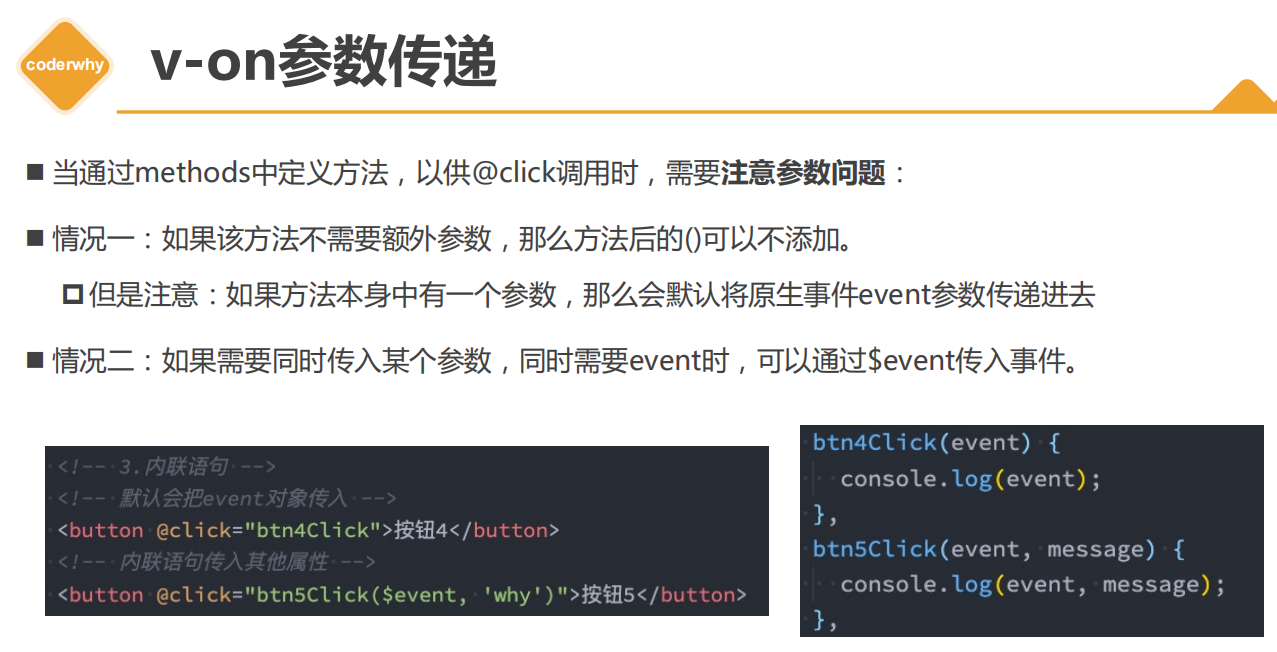 coderwhy
v-on参数传递
当通过methods中定义方法，以供@click调用时，需要注意参数问题：
情况一：如果该方法不需要额外参数，那么方法后的()可以不添加。
但是注意：如果方法本身中有一个参数，那么会默认将原生事件event参数传递进去
情况二：如果需要同时传入某个参数，同时需要event时，可以通过$event传入事件。
<!-- 3.内联语句 -->
<!-- 默认会把event对象传入 -->
<button @click="btn4Click">按钮4</button>
<!-- 内联语句传入其他属性 -->
<button @click="btn5Click($event, 'why')">按钮5</button>
btn4Click(event) {
console.log(event);
},
btn5Click(event, message) {
console.log(event, message);
},